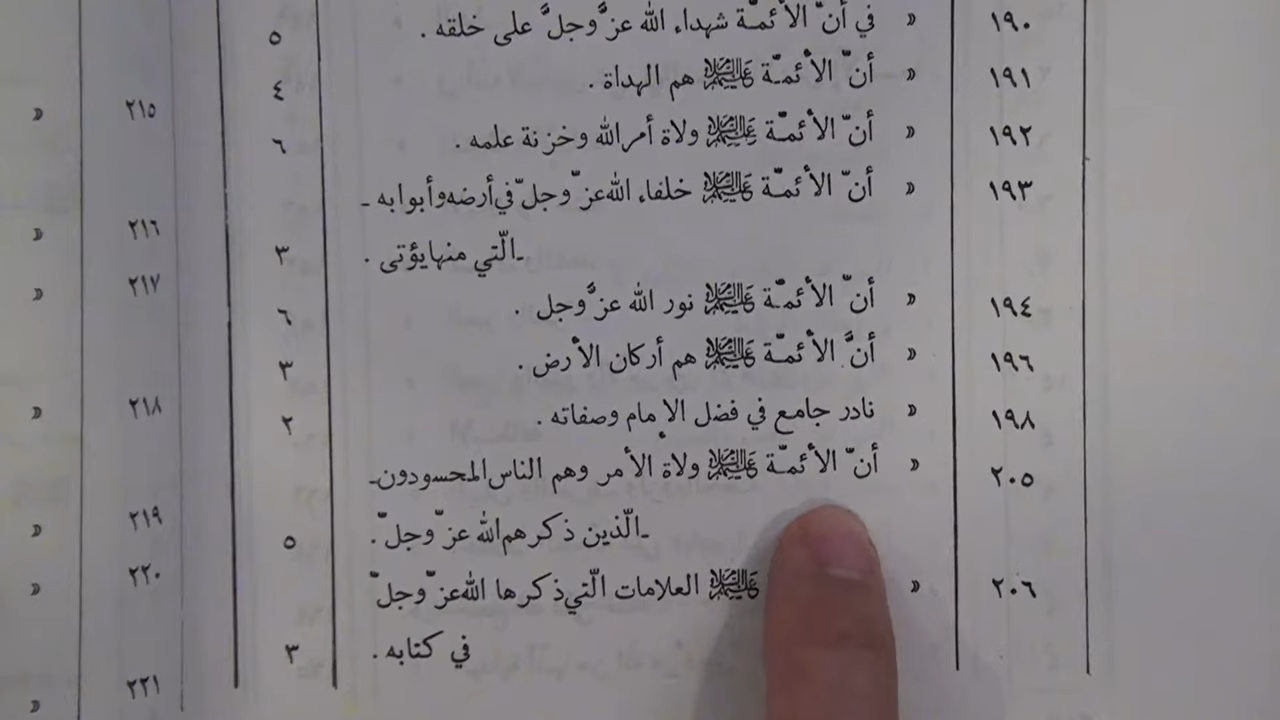 ١٩٠ » في أنّ الأئمّة شهداء الله عزَّوجلَّ على خلقه . ٥
١٩١ » أنّ الأئمّة عليهم السلام هم الهداة . ٤
١٩٢ » أنّ الأئمّة عليهم السلام ولاة أمرالله وخزنة علمه . ٦
١٩٣ » أنّ الأئمّة عليهم السلام خلفاء الله عزّوجلّ في أرضه وأبوابه ـ
ـ الّتي منها يؤتى . ٣
١٩٤ » أنّ الأئمّة عليهم السلام نور الله عزَّوجل . ٦
١٩٦ » أنَّ الأئمّة عليهم السلام هم أركان الأرض . ٣
١٩٨ » نادر جامع في فضل الإمام وصفاته . ٢
٢٠٥ » أنّ الأئمّة عليهم السلام ولاة الأمر وهم الناس المحسودون ـ
ـ الّذين ذكرهم الله عزّوجلّ . ٥
٢٠٦ » عليهم السلام العلامات الّتي ذكرها الله عزّوجلّ
في كتابه . ٣
٢١٥ »
٢١٦ »
٢١٧ »
٢١٨ »
٢١٩ »
٢٢٠ »
٢٢١ »